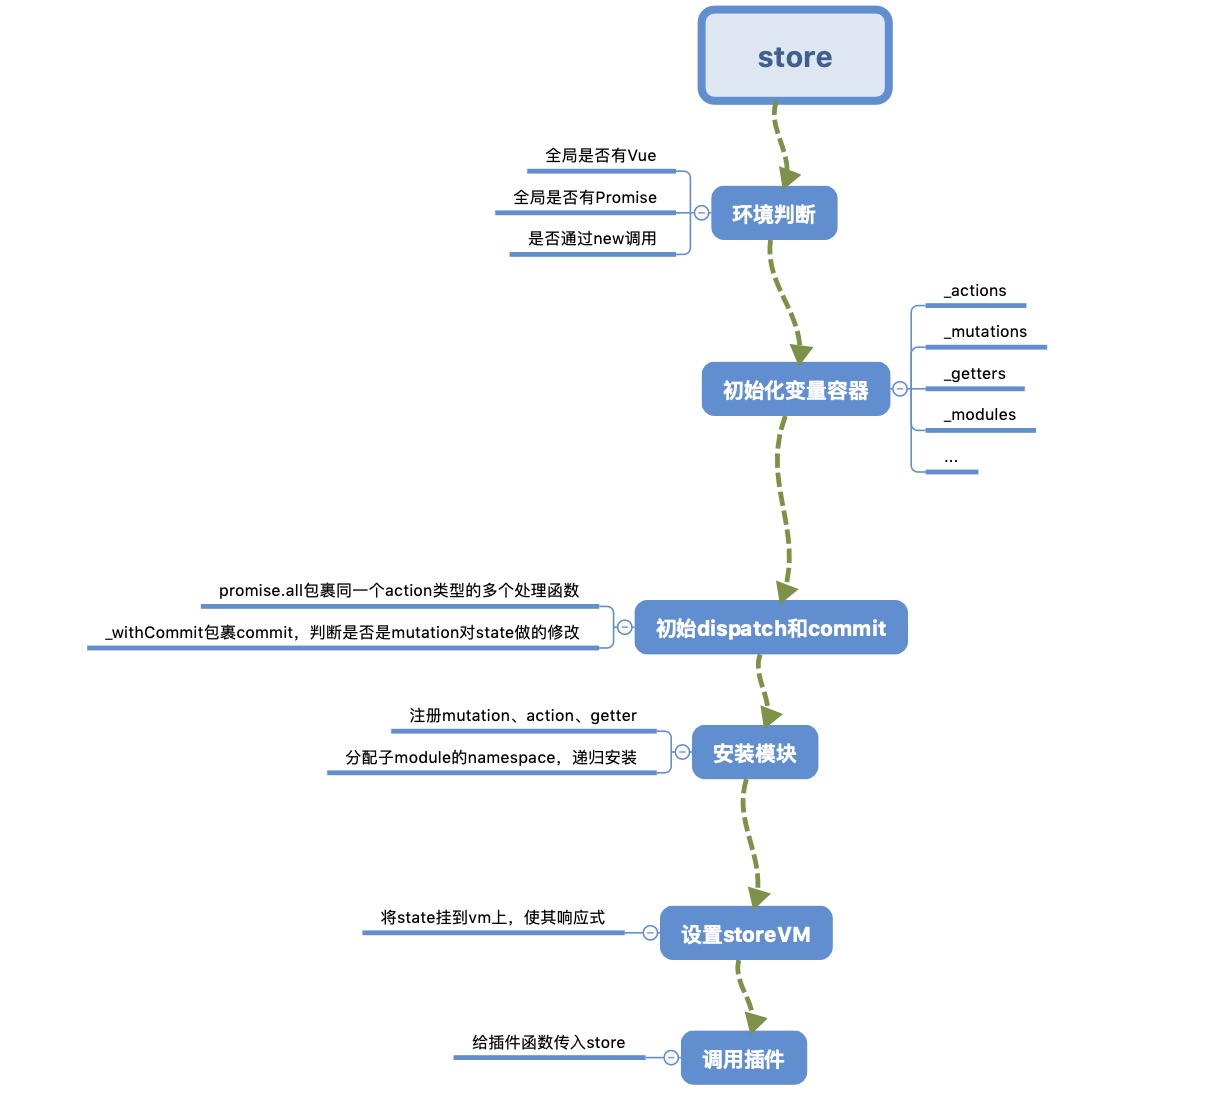 store
全局是否有Vue
全局是否有Promise
是否通过new调用
环境判断
_actions
_mutations
_getters
_modules
...
初始化变量容器
promise.all包裹同一个action类型的多个处理函数
_withCommit包裹commit，判断是否是mutation对state做的修改
初始dispatch和commit
注册mutation、action、getter
分配子module的namespace，递归安装
安装模块
将state挂到vm上，使其响应式
设置storeVM
给插件函数传入store
调用插件